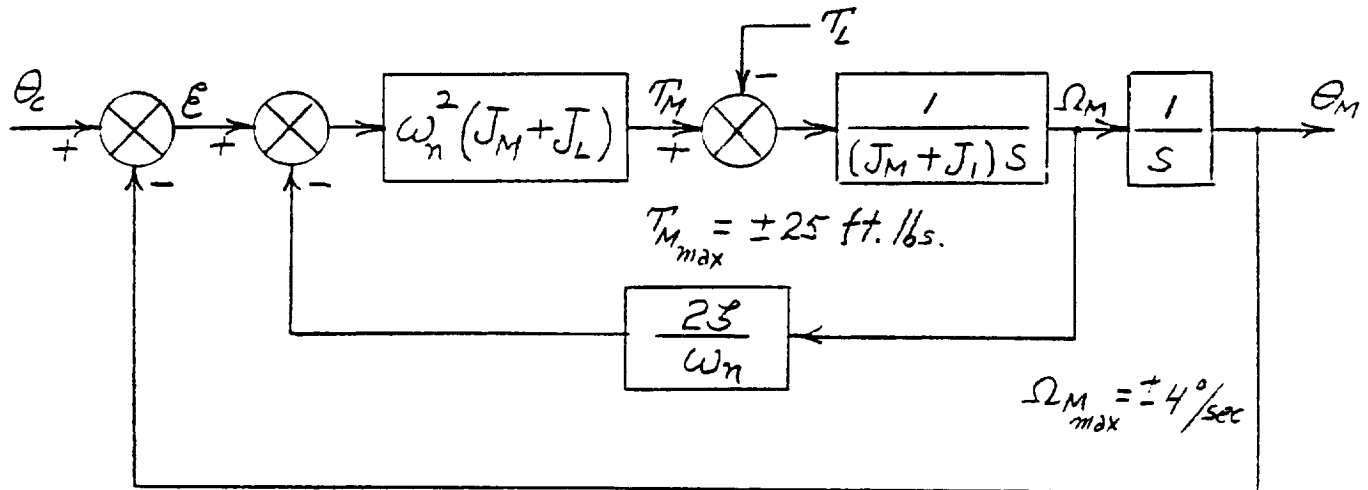 T_L
θ_c
+
-
ℰ
+
-
ω_n^2 (J_M + J_L)
T_M
+
-
1
(J_M + J_1) S
Ω_M
1
S
θ_M
T_M_max = ±25 ft. lbs.
2ζ
ω_n
Ω_M_max = ±4°/sec